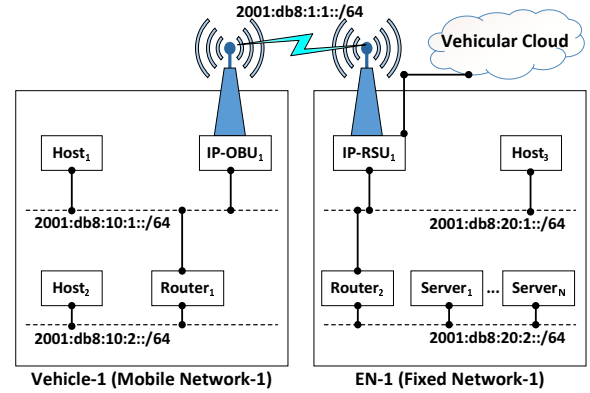 2001:db8:1:1::/64
Vehicular Cloud
Host₁
IP-OBU₁
IP-RSU₁
Host₃
2001:db8:10:1::/64
2001:db8:20:1::/64
Host₂
Router₁
Router₂
Server₁
...
Server_N
2001:db8:10:2::/64
2001:db8:20:2::/64
Vehicle-1 (Mobile Network-1)
EN-1 (Fixed Network-1)